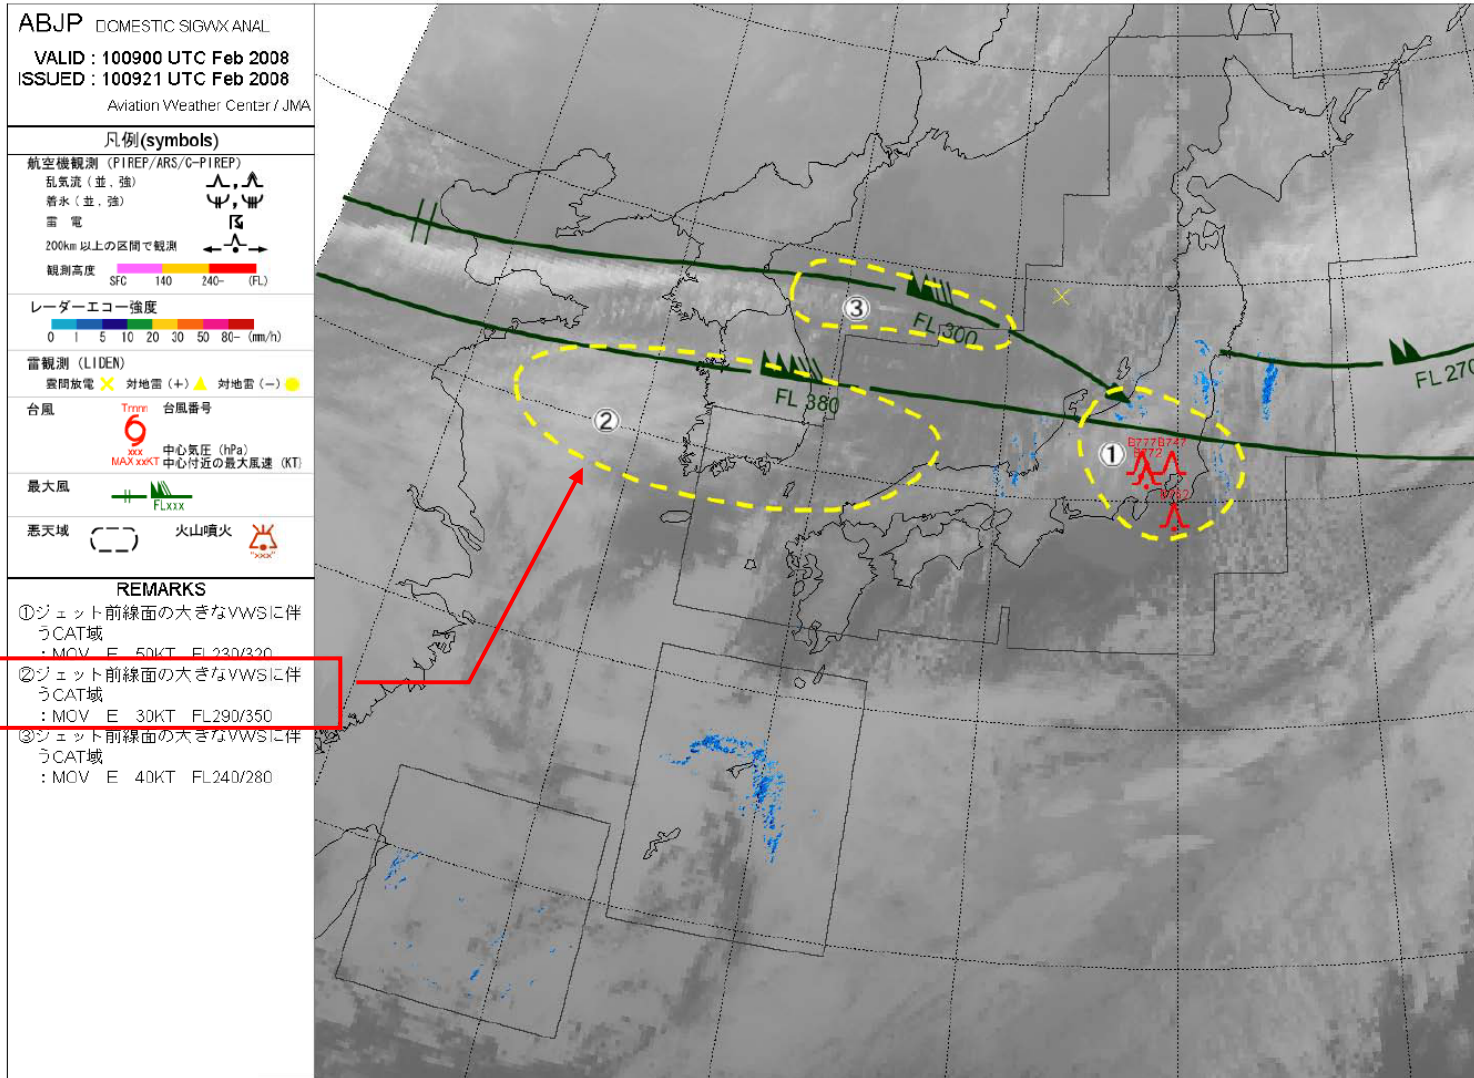 ABJP DOMESTIC SIGWX ANAL
VALID : 100900 UTC Feb 2008
ISSUED : 100921 UTC Feb 2008
Aviation Weather Center / JMA
凡例(symbols)
航空機観測 (PIREP/ARS/C-PIREP)
乱気流 (並, 強)
着氷 (並, 強)
雷 電
200km 以上の区間で観測
観測高度
SFC 140 240- (FL)
レーダーエコー強度
0 1 5 10 20 30 50 80- (mm/h)
雷観測 (LIDEN)
雲間放電 対地雷 (+) 対地雷 (-)
台風
Tnnn 台風番号
xxx 中心気圧 (hPa)
MAX xxKT 中心付近の最大風速 (KT)
最大風
FLxxx
悪天域 火山噴火
"xxx"
REMARKS
①ジェット前線面の大きなVWSに伴
うCAT域
: MOV E 50KT FL230/320
②ジェット前線面の大きなVWSに伴
うCAT域
: MOV E 30KT FL290/350
③ジェット前線面の大きなVWSに伴
うCAT域
: MOV E 40KT FL240/280
③
FL 300
FL 270
FL 380
②
①
B777 B747
B772